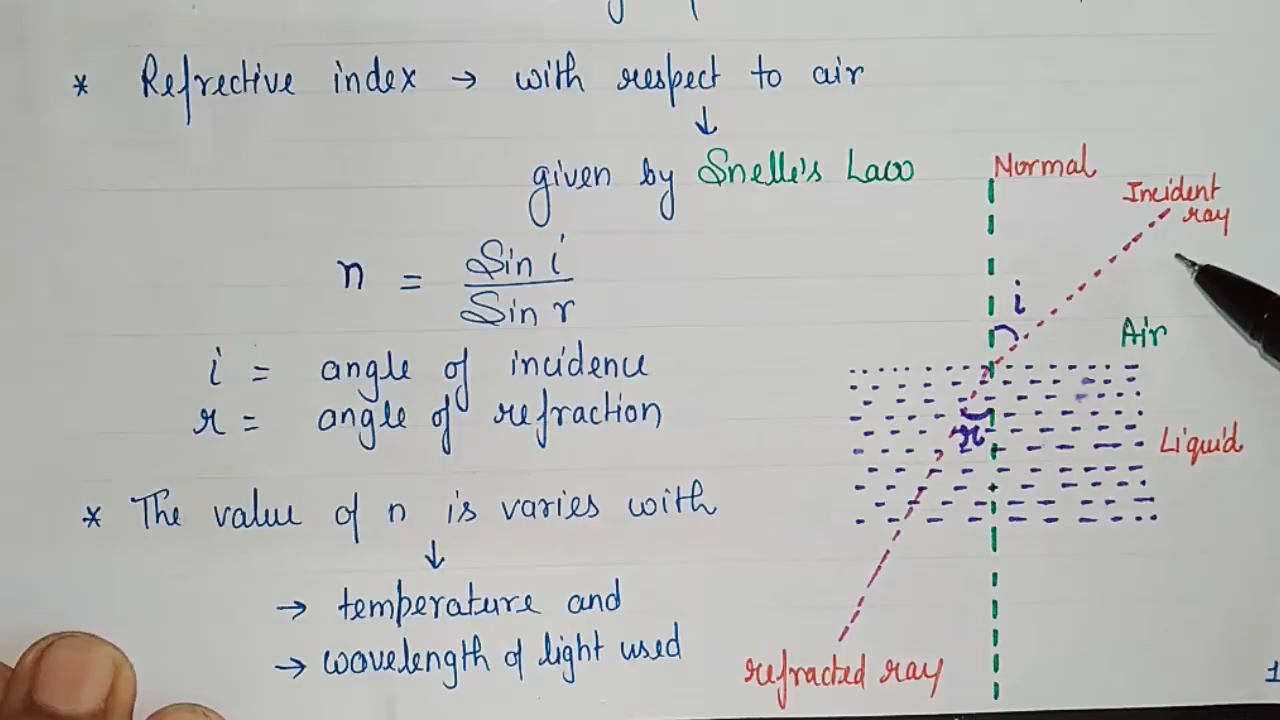 * Refrective index → with respect to air
↓
given by Snelle's Law
n = Sin i / Sin r
i = angle of incidence
r = angle of refraction
* The value of n is varies with
↓
→ temperature and
→ wavelength of light used
Normal
Incident
ray
i
Air
r
Liquid
refracted ray
1